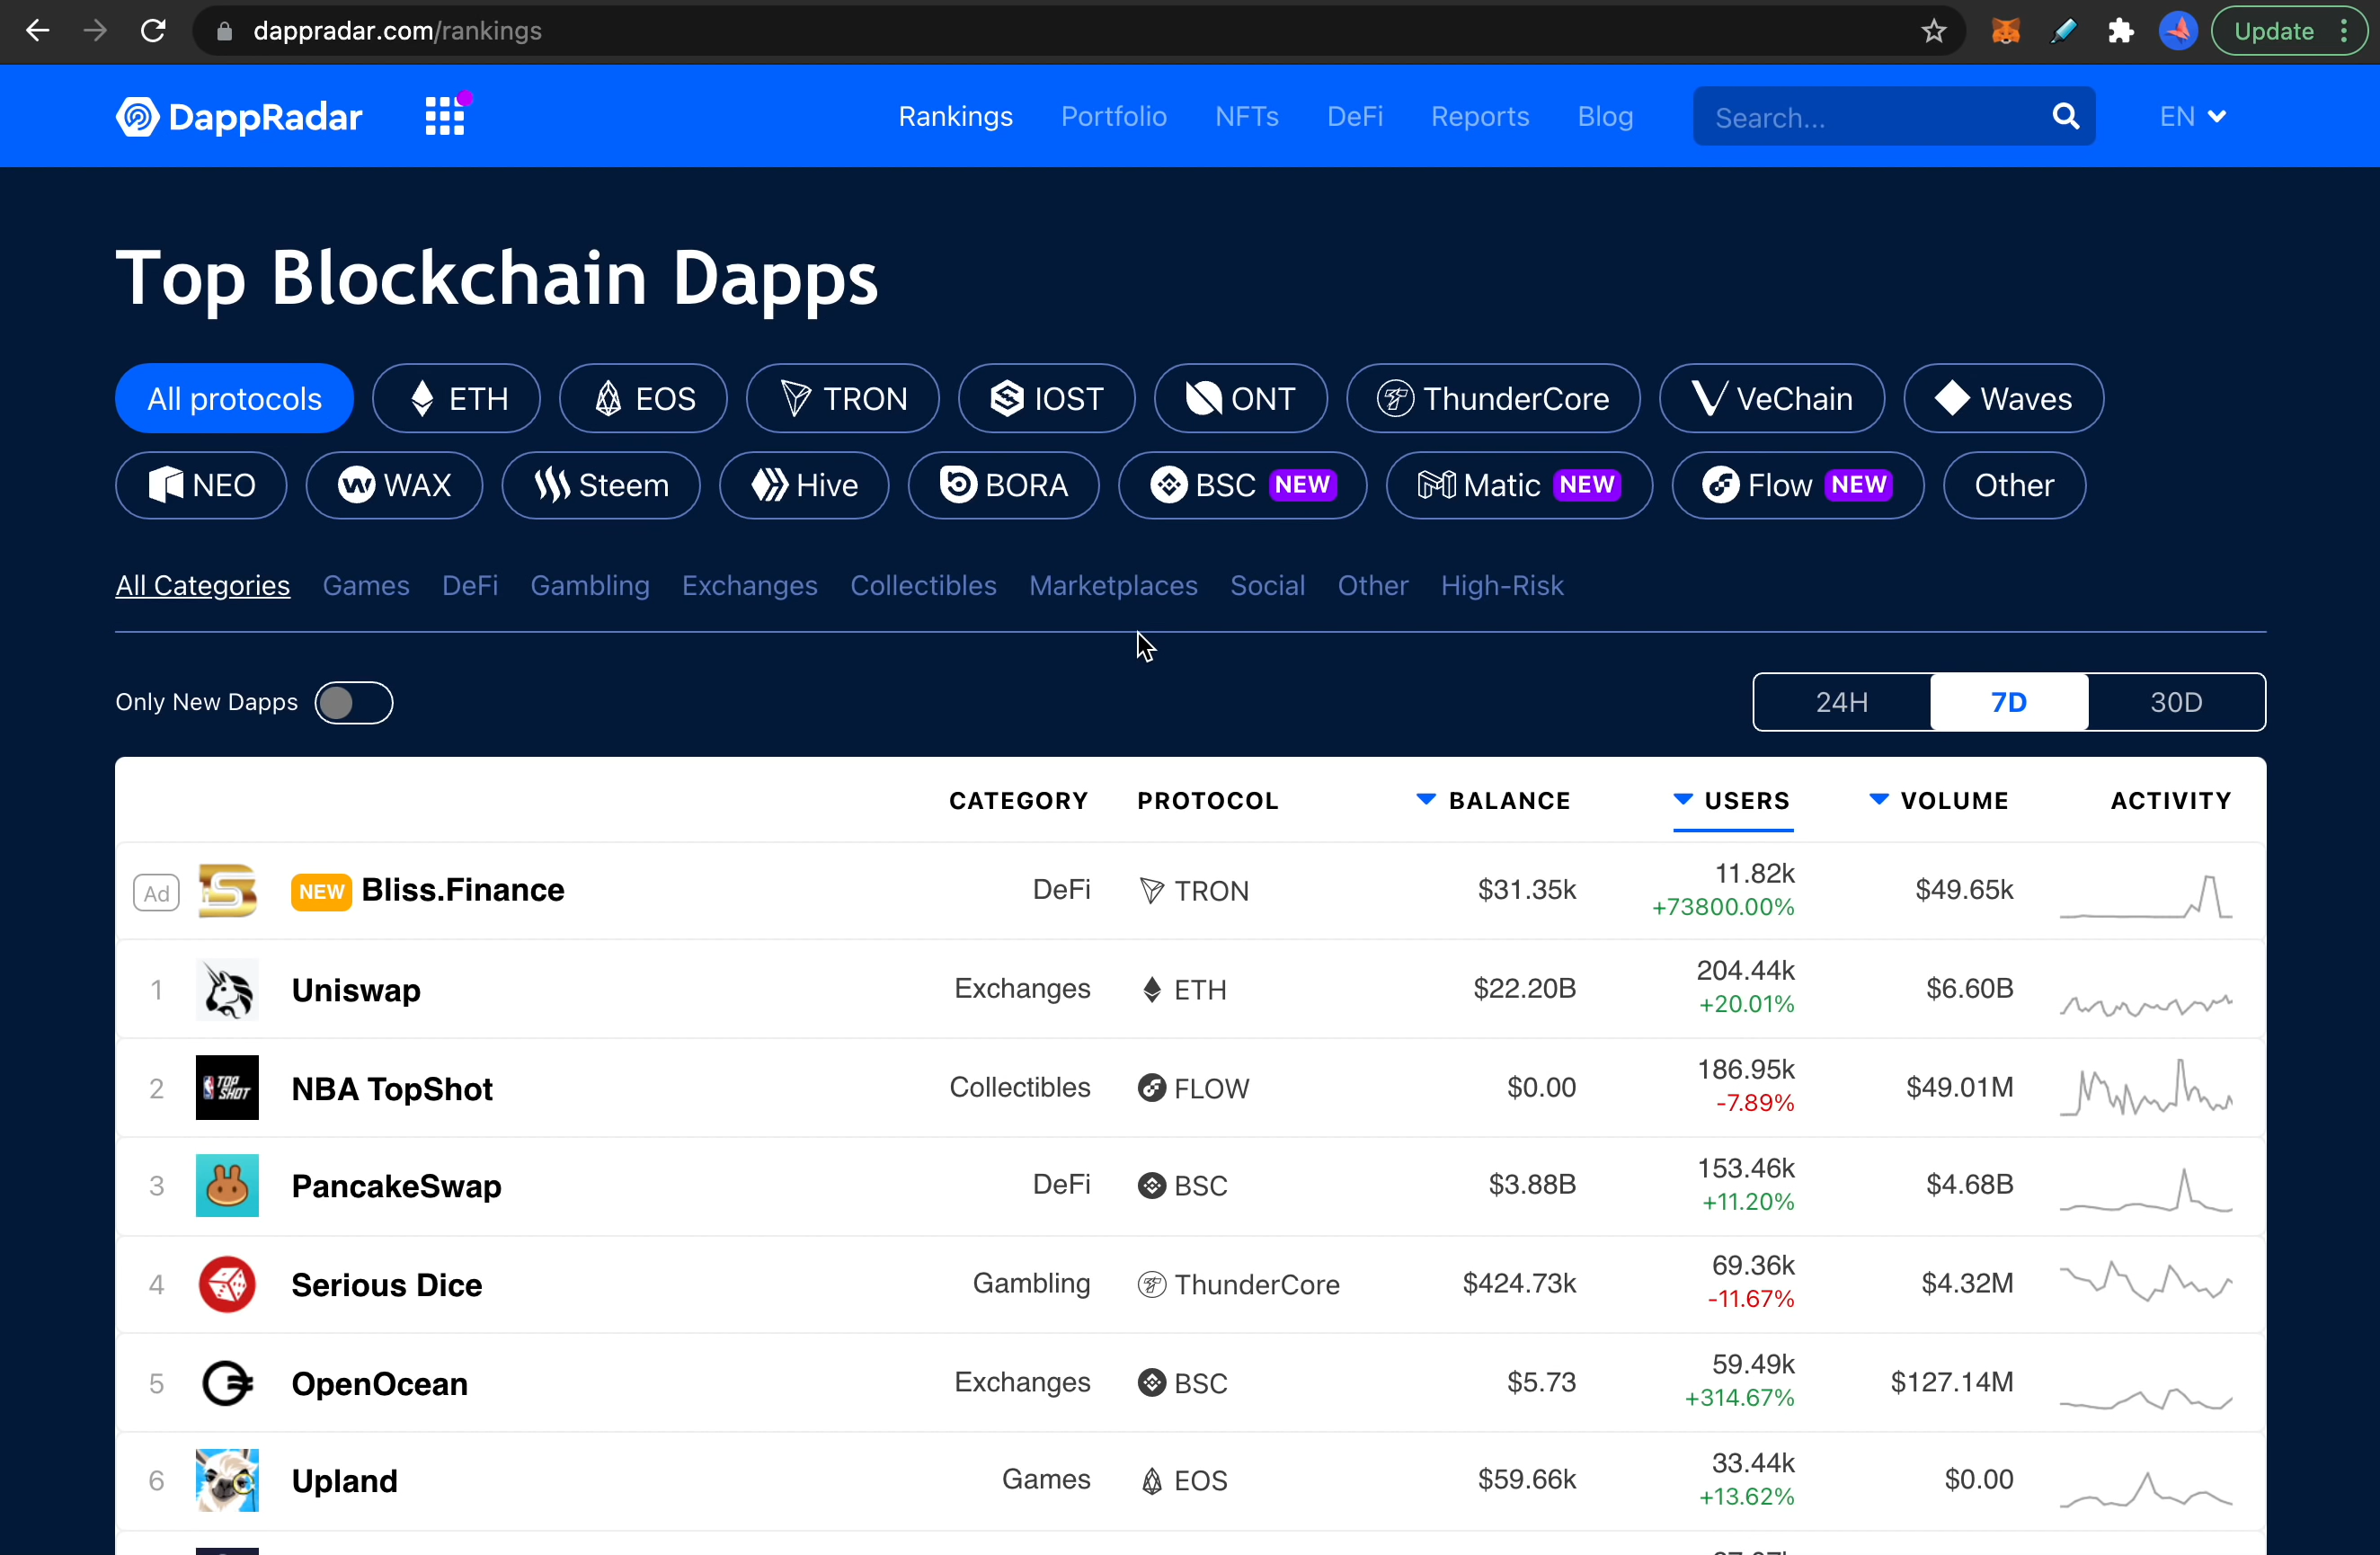 dappradar.com/rankings
Update
DappRadar
Rankings Portfolio NFTs DeFi Reports Blog Search... EN
Top Blockchain Dapps
All protocols ETH EOS TRON IOST ONT ThunderCore VeChain Waves
NEO WAX Steem Hive BORA BSC NEW Matic NEW Flow NEW Other
All Categories Games DeFi Gambling Exchanges Collectibles Marketplaces Social Other High-Risk
Only New Dapps 24H 7D 30D
CATEGORY PROTOCOL BALANCE USERS VOLUME ACTIVITY
Ad NEW Bliss.Finance DeFi TRON $31.35k 11.82k $49.65k
+73800.00%
1 Uniswap Exchanges ETH $22.20B 204.44k $6.60B
+20.01%
TOP SHOT
2 NBA TopShot Collectibles FLOW $0.00 186.95k $49.01M
-7.89%
3 PancakeSwap DeFi BSC $3.88B 153.46k $4.68B
+11.20%
4 Serious Dice Gambling ThunderCore $424.73k 69.36k $4.32M
-11.67%
5 OpenOcean Exchanges BSC $5.73 59.49k $127.14M
+314.67%
6 Upland Games EOS $59.66k 33.44k $0.00
+13.62%